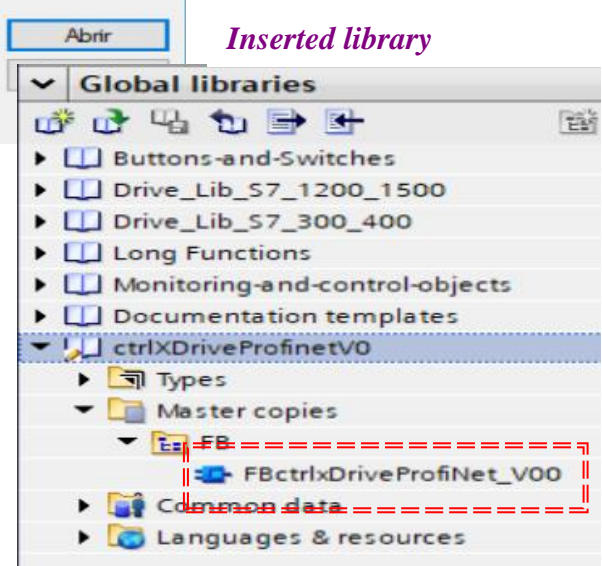 Abrir
Inserted library
Global libraries
Buttons-and-Switches
Drive_Lib_S7_1200_1500
Drive_Lib_S7_300_400
Long Functions
Monitoring-and-control-objects
Documentation templates
ctrlXDriveProfinetV0
Types
Master copies
FB
FBctrlxDriveProfiNet_V00
Common data
Languages & resources